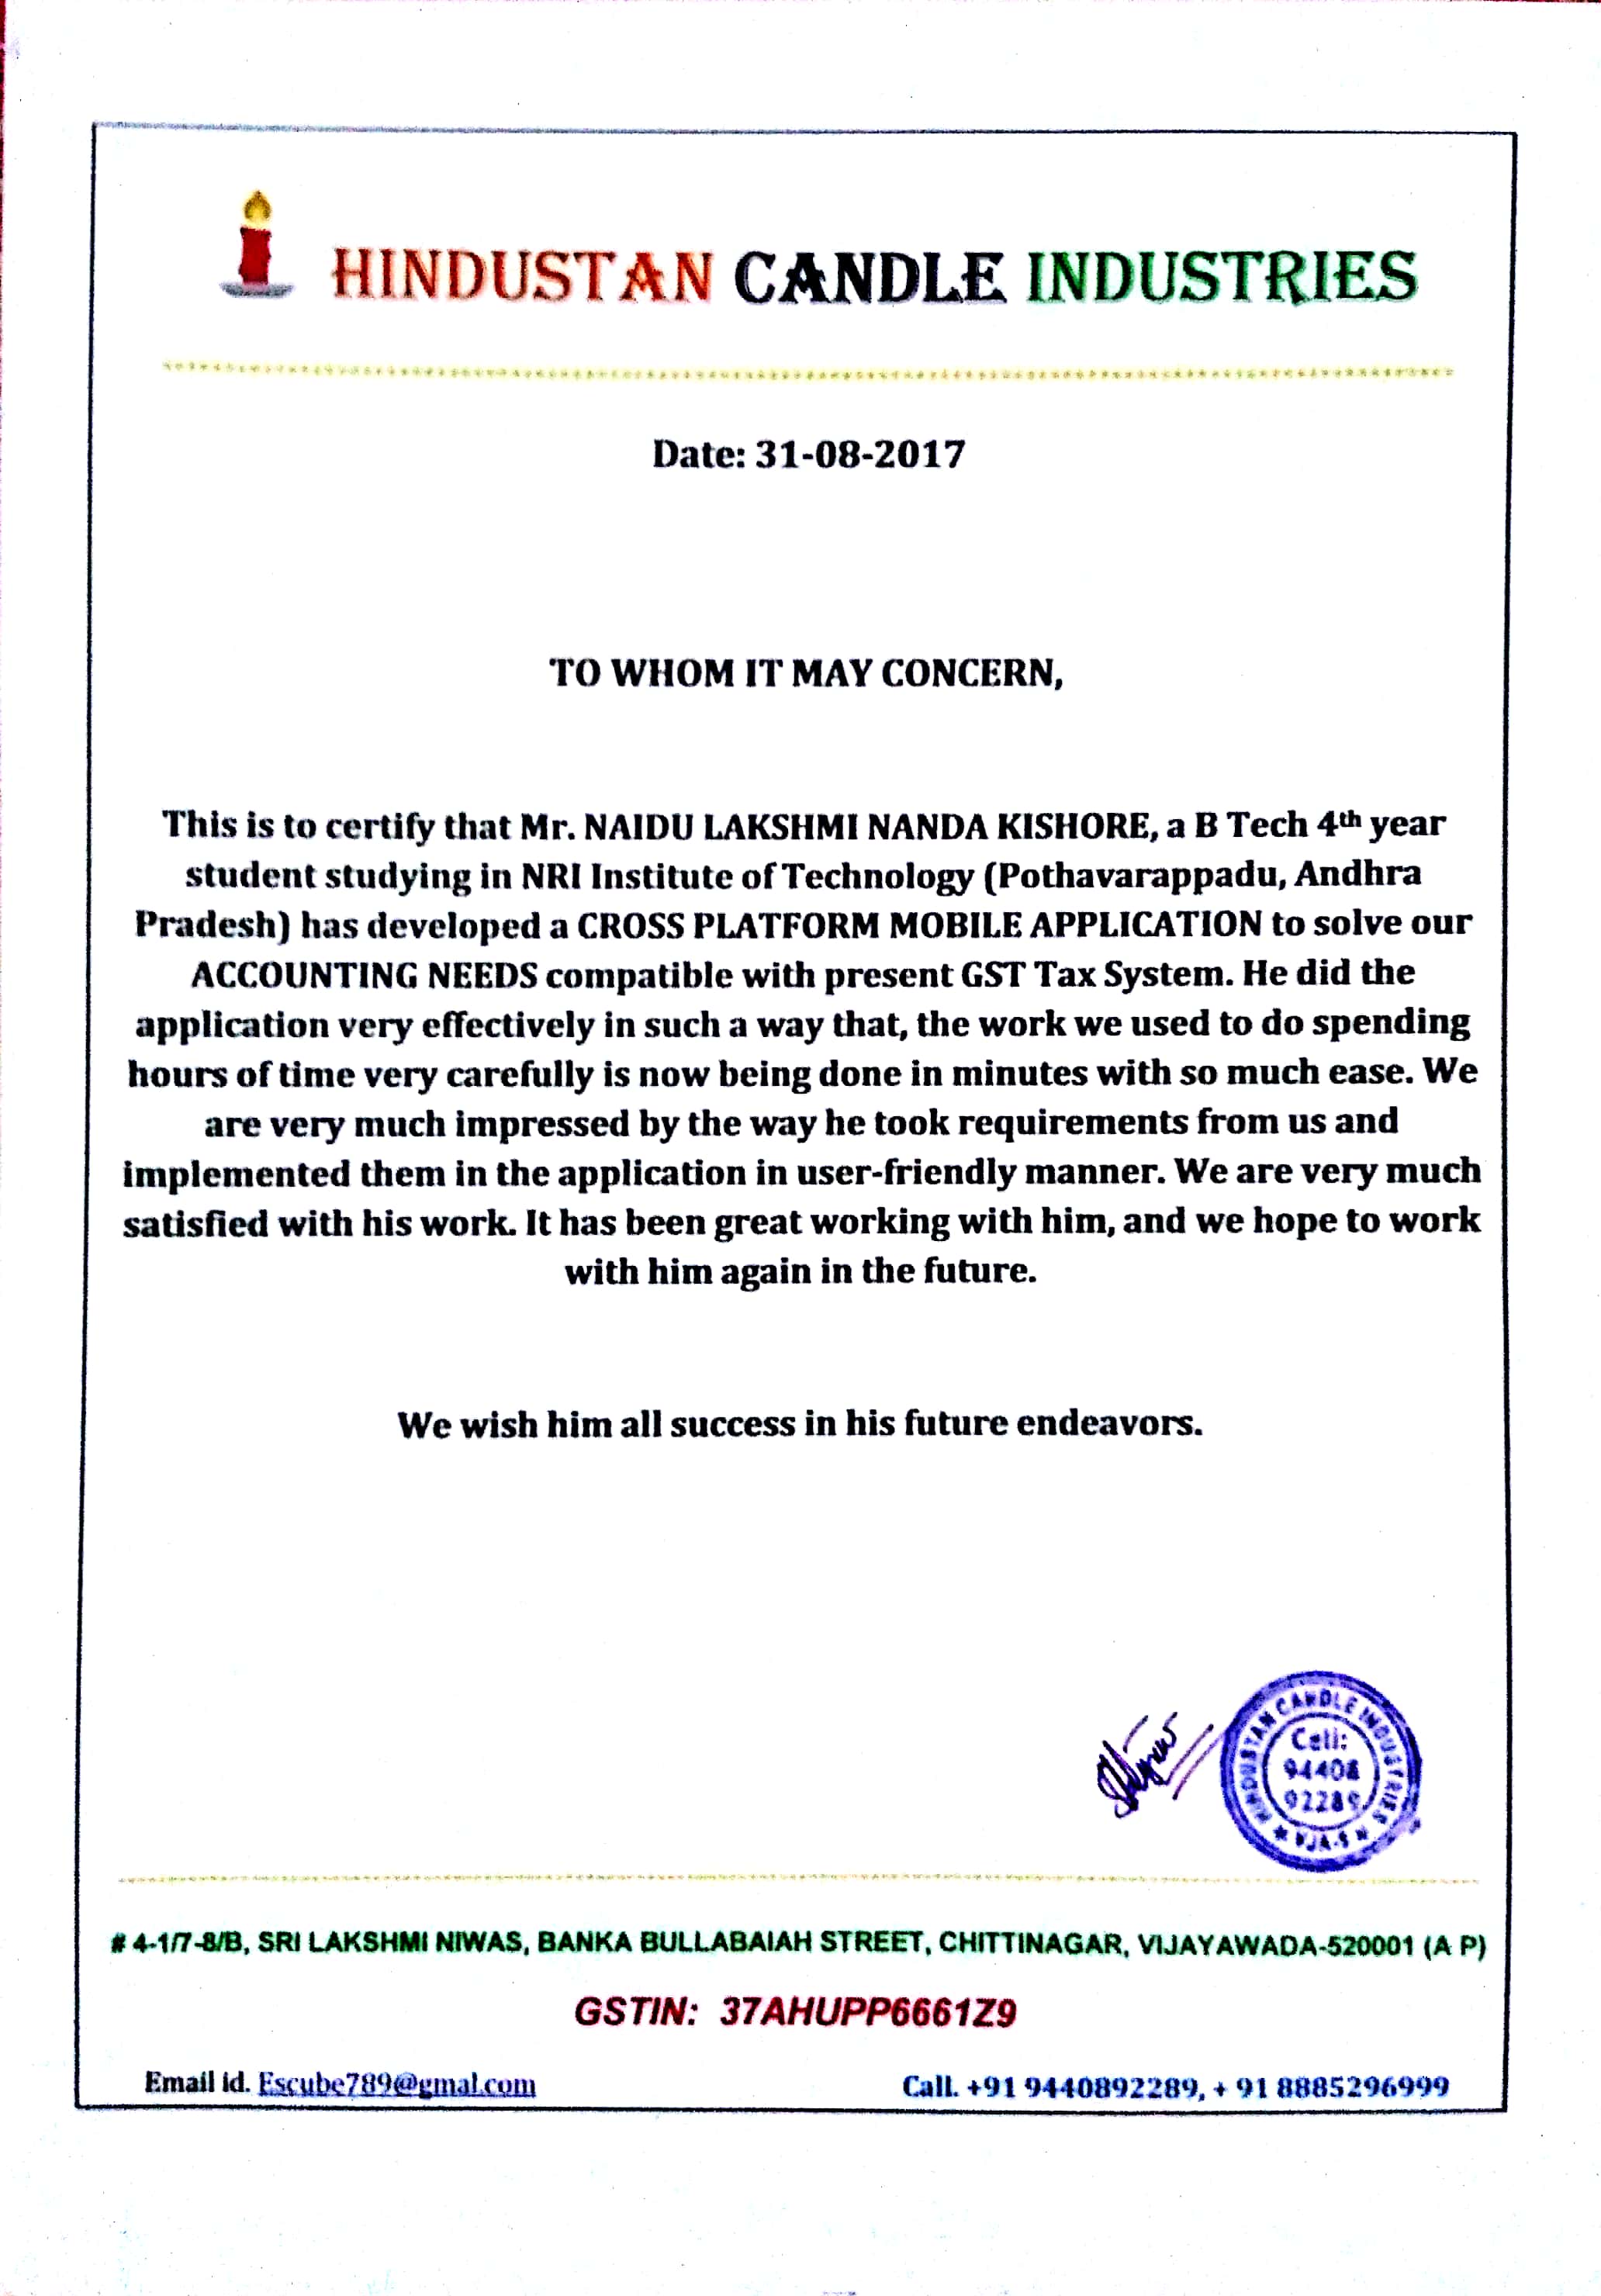 HINDUSTAN CANDLE INDUSTRIES
Date: 31-08-2017
TO WHOM IT MAY CONCERN,
This is to certify that Mr. NAIDU LAKSHMI NANDA KISHORE, a B Tech 4th year
student studying in NRI Institute of Technology (Pothavarappadu, Andhra
Pradesh) has developed a CROSS PLATFORM MOBILE APPLICATION to solve our
ACCOUNTING NEEDS compatible with present GST Tax System. He did the
application very effectively in such a way that, the work we used to do spending
hours of time very carefully is now being done in minutes with so much ease. We
are very much impressed by the way he took requirements from us and
implemented them in the application in user-friendly manner. We are very much
satisfied with his work. It has been great working with him, and we hope to work
with him again in the future.
We wish him all success in his future endeavors.
HINDUSTAN CANDLE INDUSTRIES
Cell:
94408
92289
# 4-1/7-8/B, SRI LAKSHMI NIWAS, BANKA BULLABAIAH STREET, CHITTINAGAR, VIJAYAWADA-520001 (A P)
GSTIN: 37AHUPP6661Z9
Email id. Escube789@gmal.com
Call. +91 9440892289, + 91 8885296999